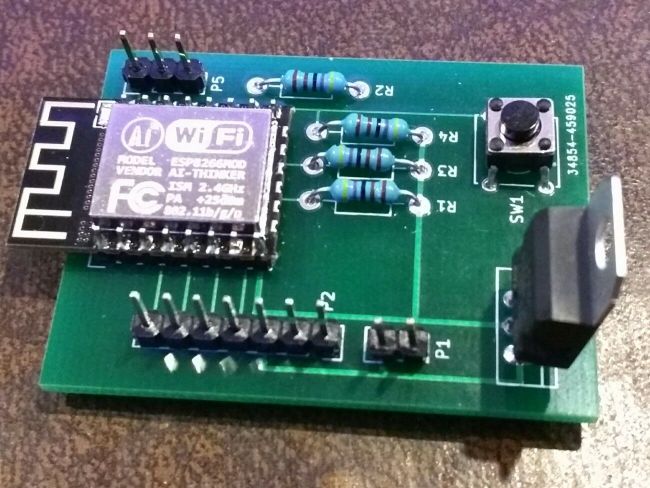 P5
R2
R4
R3
R1
34854-459025
SW1
Ai WiFi
MODEL ESP8266MOD
VENDOR AI-THINKER
FC ISM 2.4GHz
PA +25dBm
802.11b/g/n
P2
P1